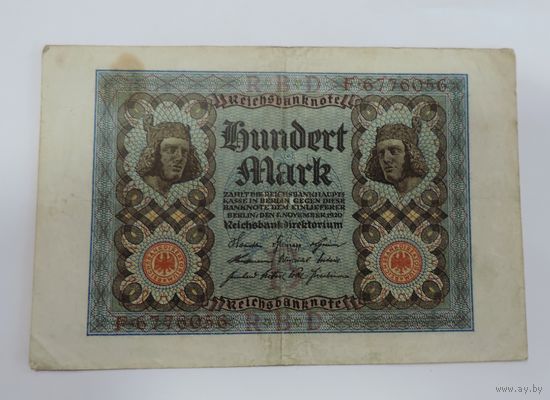 R·B·D F·6776056
Reichsbanknote
Hundert
Mark
ZAHLT DIE REICHSBANKHAUPT=
KASSE IN BERLIN GEGEN DIESE
BANKNOTE DEM EINLIEFERER
BERLIN, DEN 1. NOVEMBER 1920
Reichsbankdirektorium
Reichsbanknote
F·6776056 R·B·D
www.ay.by